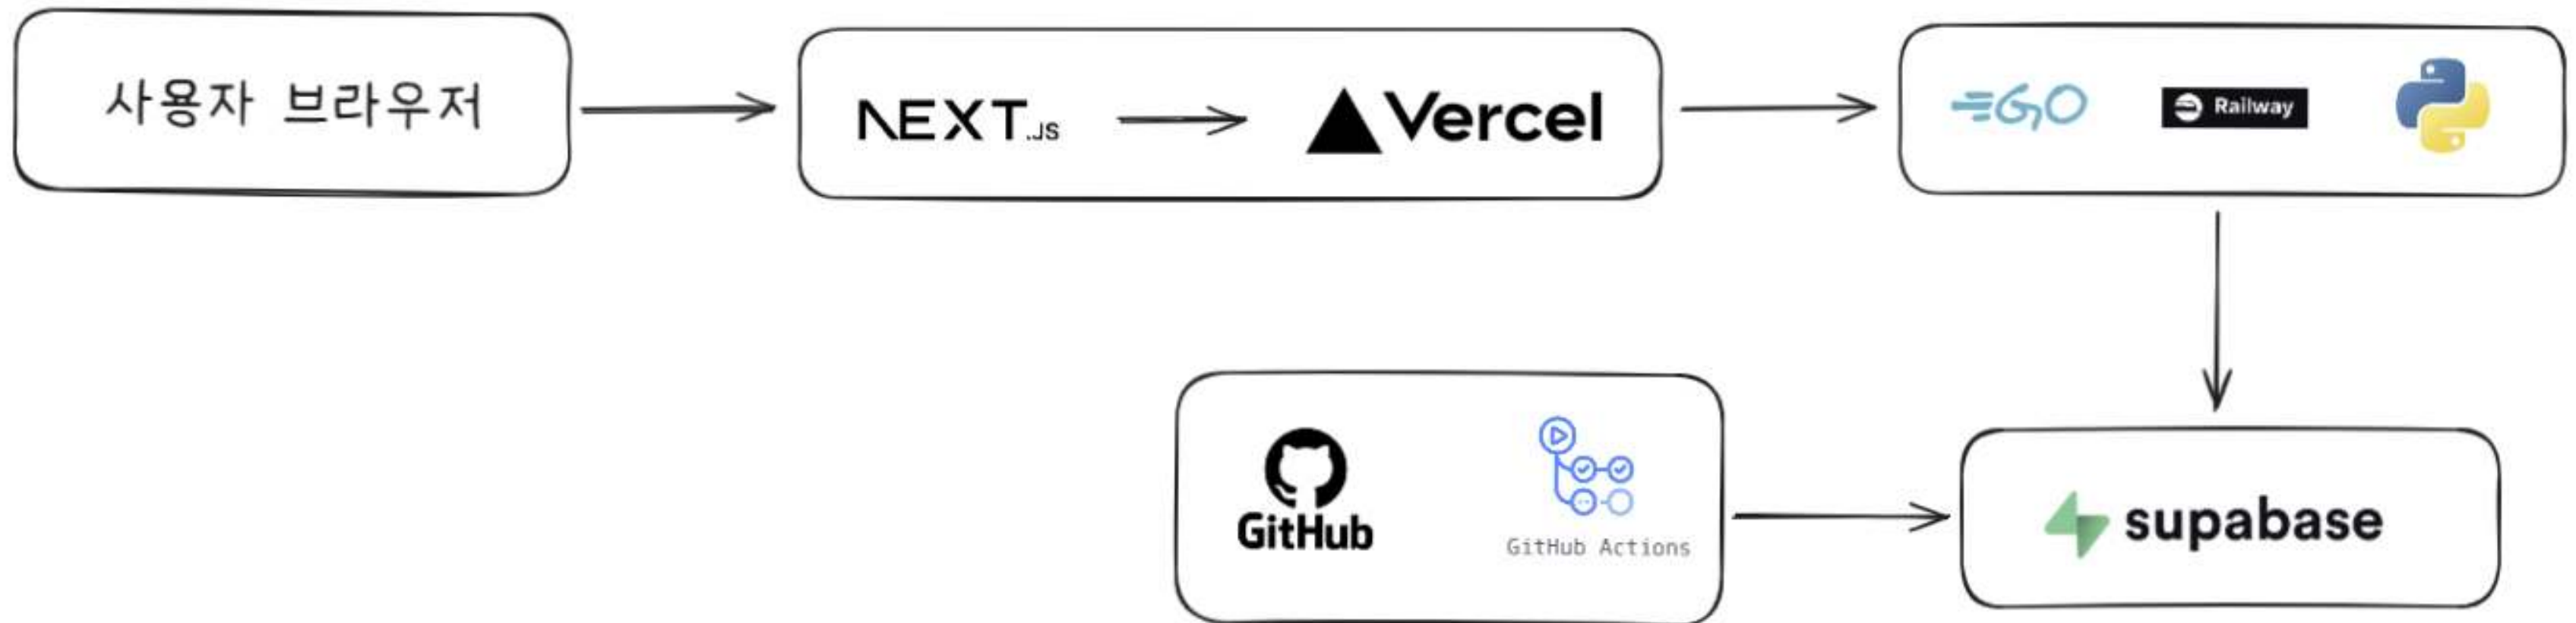 사용자 브라우저
NEXT.JS
Vercel
GO
Railway
GitHub
GitHub Actions
supabase